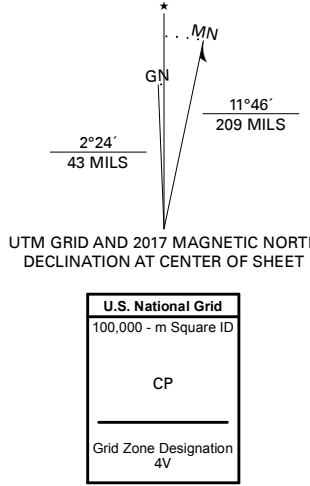 ★
MN
GN
11°46´
209 MILS
2°24´
43 MILS
UTM GRID AND 2017 MAGNETIC NORTH
DECLINATION AT CENTER OF SHEET
U.S. National Grid
100,000 - m Square ID
CP
Grid Zone Designation
4V